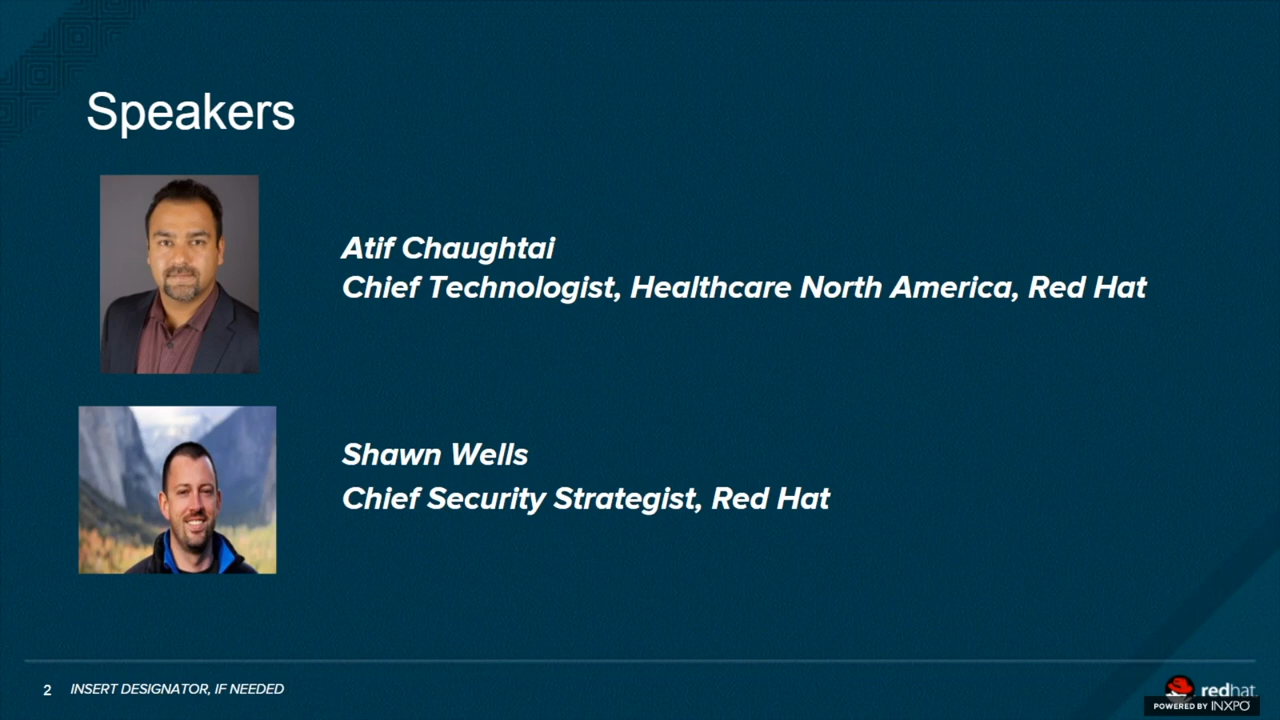 Speakers
Atif Chaughtai
Chief Technologist, Healthcare North America, Red Hat
Shawn Wells
Chief Security Strategist, Red Hat
2 INSERT DESIGNATOR, IF NEEDED
redhat.
POWERED BY INXPO